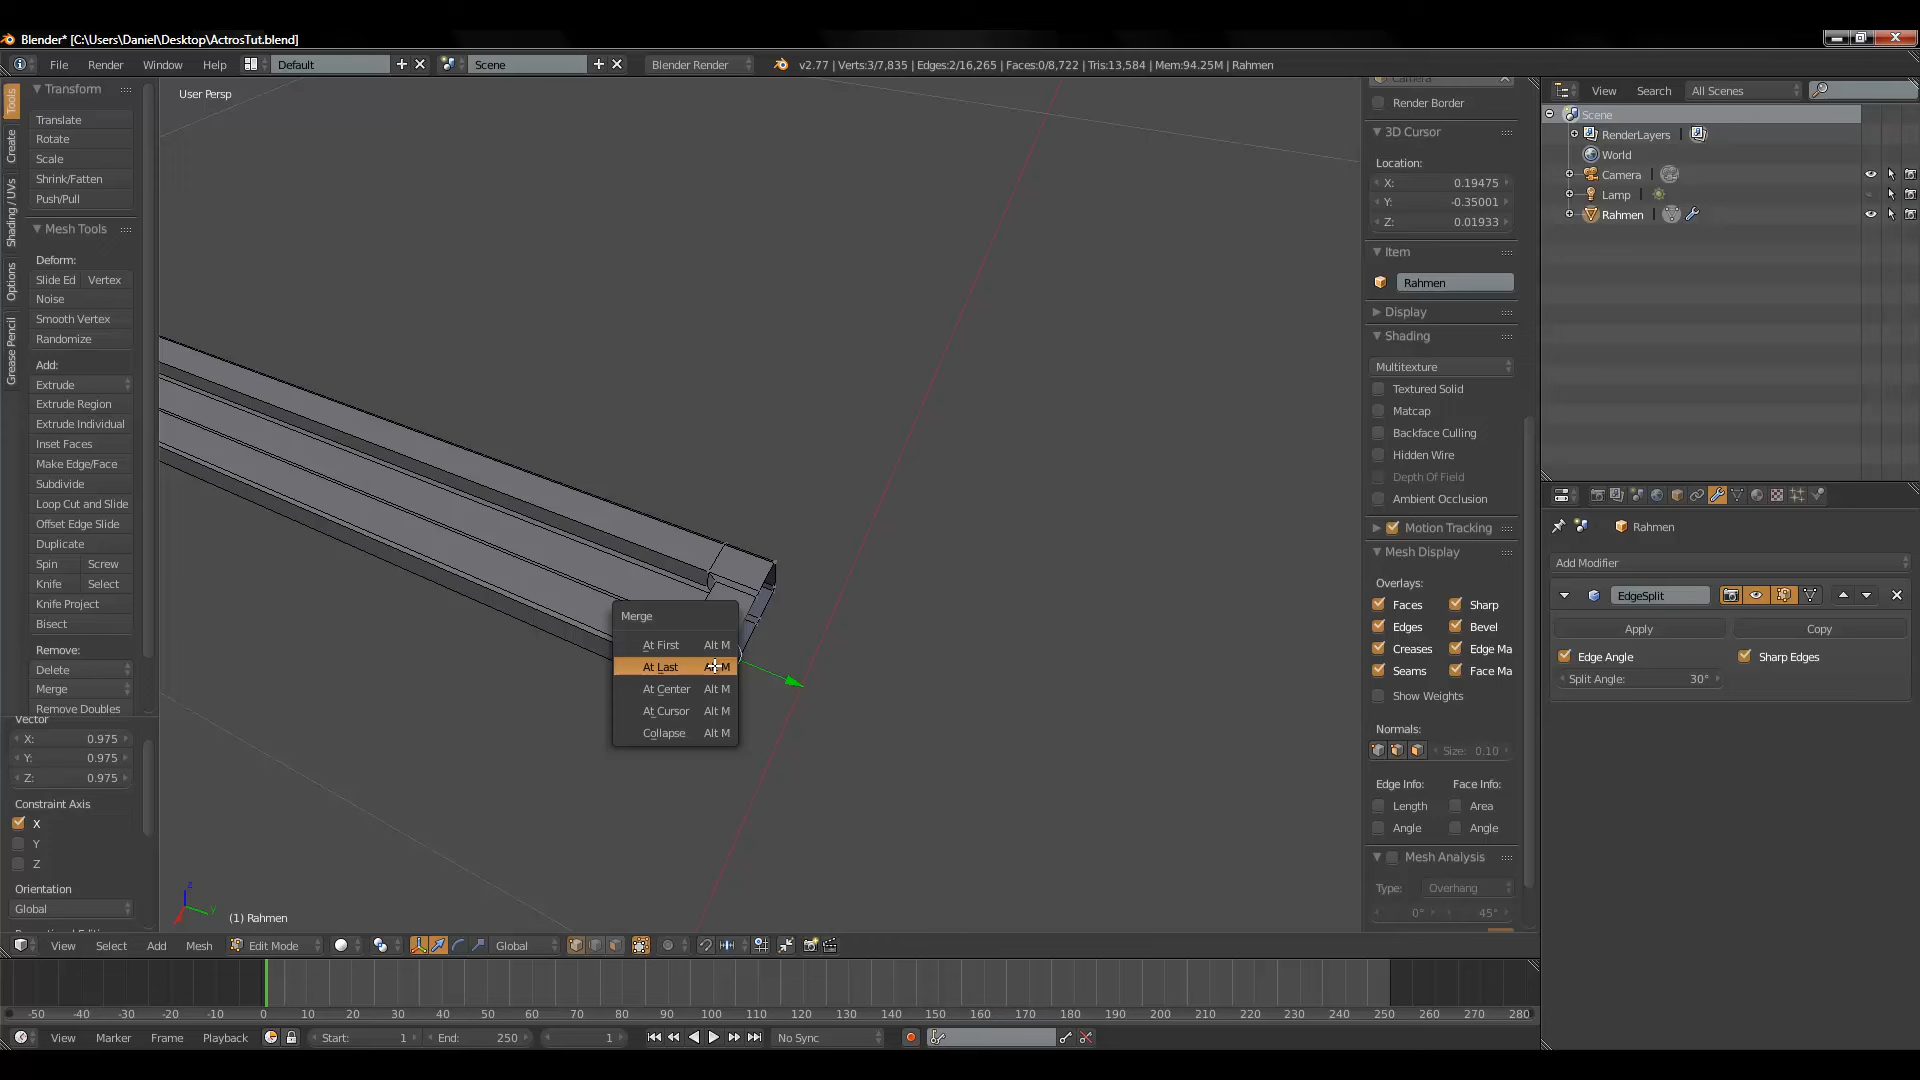 Blender* [C:\Users\Daniel\Desktop\ActrosTut.blend]
File Render Window Help Default Scene Blender Render v2.77 | Verts:3/7,835 | Edges:2/16,265 | Faces:0/8,722 | Tris:13,584 | Mem:94.25M | Rahmen
Tools
Create
Shading / UVs
Options
Grease Pencil
Transform
Translate
Rotate
Scale
Shrink/Fatten
Push/Pull
Mesh Tools
Deform:
Slide Ed Vertex
Noise
Smooth Vertex
Randomize
Add:
Extrude
Extrude Region
Extrude Individual
Inset Faces
Make Edge/Face
Subdivide
Loop Cut and Slide
Offset Edge Slide
Duplicate
Spin Screw
Knife Select
Knife Project
Bisect
Remove:
Delete
Merge
Remove Doubles
Vector
X: 0.975
Y: 0.975
Z: 0.975
Constraint Axis
X
Y
Z
Orientation
Global
User Persp
Merge
At First Alt M
At Last
At Center Alt M
At Cursor Alt M
Collapse Alt M
z
y
(1) Rahmen
Camera
Render Border
3D Cursor
Location:
X: 0.19475
Y: -0.35001
Z: 0.01933
Item
Rahmen
Display
Shading
Multitexture
Textured Solid
Matcap
Backface Culling
Hidden Wire
Depth Of Field
Ambient Occlusion
Motion Tracking
Mesh Display
Overlays:
Faces Sharp
Edges Bevel
Creases Edge Ma
Seams Face Ma
Show Weights
Normals:
Size: 0.10
Edge Info: Face Info:
Length Area
Angle Angle
Mesh Analysis
Type: Overhang
0° 45°
View Search All Scenes
Scene
RenderLayers
World
Camera
Lamp
Rahmen
Rahmen
Add Modifier
EdgeSplit
Apply Copy
Edge Angle Sharp Edges
Split Angle: 30°
View Select Add Mesh Edit Mode Global
-50 -40 -30 -20 -10 0 10 20 30 40 50 60 70 80 90 100 110 120 130 140 150 160 170 180 190 200 210 220 230 240 250 260 270 280
View Marker Frame Playback Start: 1 End: 250 1 No Sync